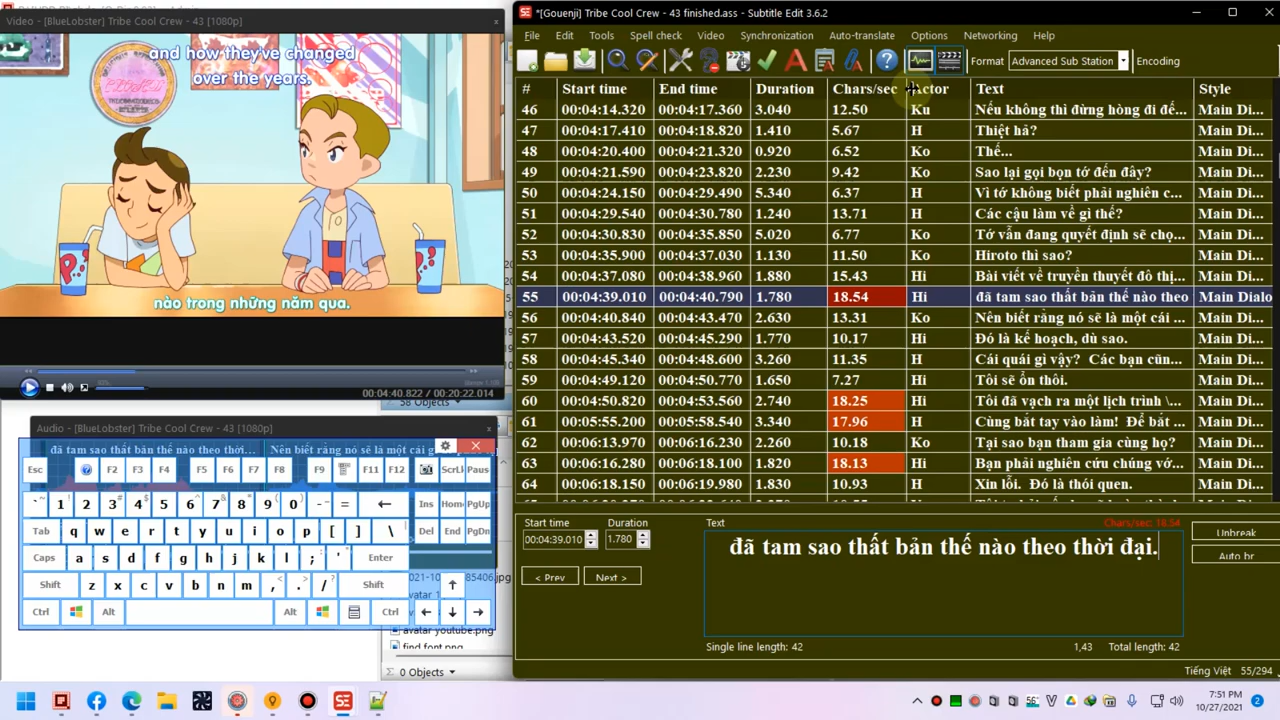 Video - [BlueLobster] Tribe Cool Crew - 43 [1080p]
and how they've changed
over the years.
nào trong những năm qua.
00:04:40.822 / 00:20:22.014
58 Objects
Audio - [BlueLobster] Tribe Cool Crew - 43 [1080p]
đã tam sao thất bản thế nào theo thời... Nên biết rằng nó sẽ là một cái
Esc F2 F3 F4 F5 F6 F7 F8 F9 F11 F12 ScrLk Pause
` ~ 1 ! 2 @ 3 # 4 $ 5 6 ^ 7 & 8 * 9 ( 0 ) - = ← Ins Home PgUp
Tab q w e r t y u i o p [ ] \ Del End PgDn
Caps a s d f g h j k l ; ' Enter
Shift z x c v b n m , . / Shift ↑
Ctrl Alt Alt Ctrl ← ↓ →
85406.jpg
avatar youtube.png
find font.png
0 Objects
*[Gouenji] Tribe Cool Crew - 43 finished.ass - Subtitle Edit 3.6.2
File Edit Tools Spell check Video Synchronization Auto-translate Options Networking Help
Format Advanced Sub Station Encoding
# Start time End time Duration Chars/sec Actor Text Style
46 00:04:14.320 00:04:17.360 3.040 12.50 Ku Nếu không thì đừng hòng đi đế... Main Di...
47 00:04:17.410 00:04:18.820 1.410 5.67 H Thiệt hả? Main Di...
48 00:04:20.400 00:04:21.320 0.920 6.52 Ko Thế... Main Di...
49 00:04:21.590 00:04:23.820 2.230 9.42 Ko Sao lại gọi bọn tớ đến đây? Main Di...
50 00:04:24.150 00:04:29.490 5.340 6.37 H Vì tớ không biết phải nghiên c... Main Di...
51 00:04:29.540 00:04:30.780 1.240 13.71 H Các cậu làm về gì thế? Main Di...
52 00:04:30.830 00:04:35.850 5.020 6.77 Ko Tớ vẫn đang quyết định sẽ chọ... Main Di...
53 00:04:35.900 00:04:37.030 1.130 11.50 Ko Hiroto thì sao? Main Di...
54 00:04:37.080 00:04:38.960 1.880 15.43 Hi Bài viết về truyền thuyết đô thị... Main Di...
55 00:04:39.010 00:04:40.790 1.780 18.54 Hi đã tam sao thất bản thế nào theo Main Dialo
56 00:04:40.840 00:04:43.470 2.630 13.31 Ko Nên biết rằng nó sẽ là một cái ... Main Di...
57 00:04:43.520 00:04:45.290 1.770 10.17 Hi Đó là kế hoạch, dù sao. Main Di...
58 00:04:45.340 00:04:48.600 3.260 11.35 H Cái quái gì vậy? Các bạn cũn... Main Di...
59 00:04:49.120 00:04:50.770 1.650 7.27 Hi Tôi sẽ ổn thôi. Main Di...
60 00:04:50.820 00:04:53.560 2.740 18.25 Hi Tôi đã vạch ra một lịch trình \... Main Di...
61 00:05:55.200 00:05:58.540 3.340 17.96 H Cùng bắt tay vào làm! Để bắt ... Main Di...
62 00:06:13.970 00:06:16.230 2.260 10.18 Ko Tại sao bạn tham gia cùng họ? Main Di...
63 00:06:16.280 00:06:18.100 1.820 18.13 Hi Bạn phải nghiên cứu chúng vớ... Main Di...
64 00:06:18.150 00:06:19.980 1.830 10.93 H Xin lỗi. Đó là thói quen. Main Di...
Start time Duration Text Chars/sec: 18.54
00:04:39.010 1.780
đã tam sao thất bản thế nào theo thời đại.
Unbreak
Auto br
< Prev Next >
Single line length: 42 1,43 Total length: 42
Tiếng Việt 55/294
7:51 PM
10/27/2021
2